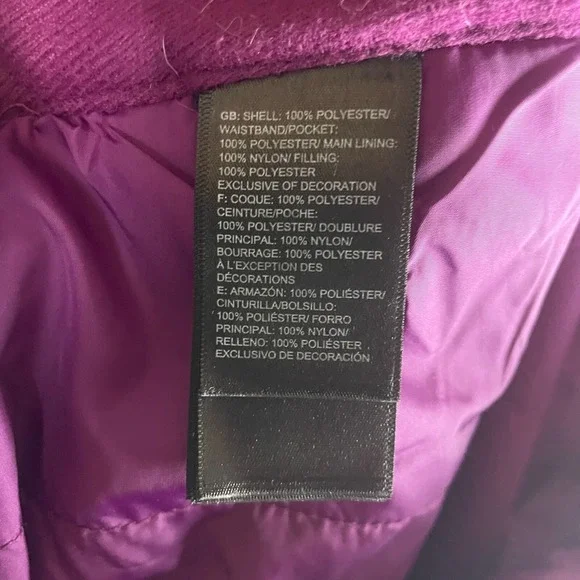 GB: SHELL: 100% POLYESTER/
WAISTBAND/POCKET:
100% POLYESTER/ MAIN LINING:
100% NYLON/ FILLING:
100% POLYESTER
EXCLUSIVE OF DECORATION
F: COQUE: 100% POLYESTER/
CEINTURE/POCHE:
100% POLYESTER/ DOUBLURE
PRINCIPAL: 100% NYLON/
BOURRAGE: 100% POLYESTER
À L'EXCEPTION DES
DÉCORATIONS
E: ARMAZÓN: 100% POLIÉSTER/
CINTURILLA/BOLSILLO:
100% POLIÉSTER/ FORRO
PRINCIPAL: 100% NYLON/
RELLENO: 100% POLIÉSTER
EXCLUSIVO DE DECORACIÓN